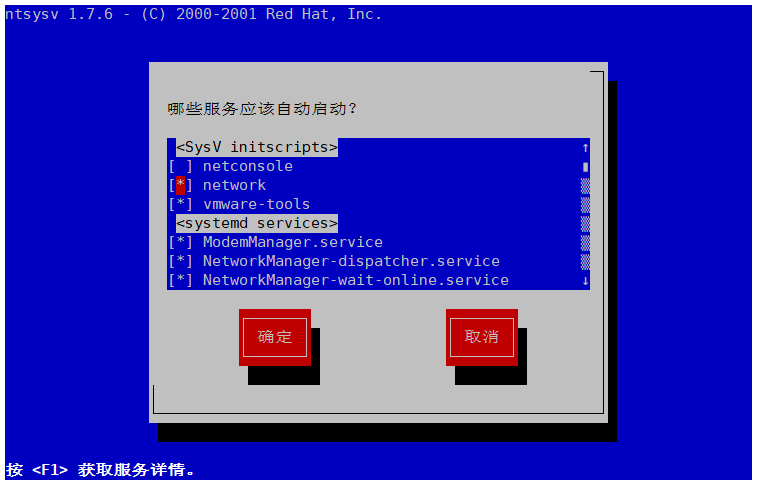 ntsysv 1.7.6 - (C) 2000-2001 Red Hat, Inc.
哪些服务应该自动启动？
<SysV initscripts> ↑
[ ] netconsole
[*] network
[*] vmware-tools
<systemd services>
[*] ModemManager.service
[*] NetworkManager-dispatcher.service
[*] NetworkManager-wait-online.service ↓
确定 取消
按 <F1> 获取服务详情。